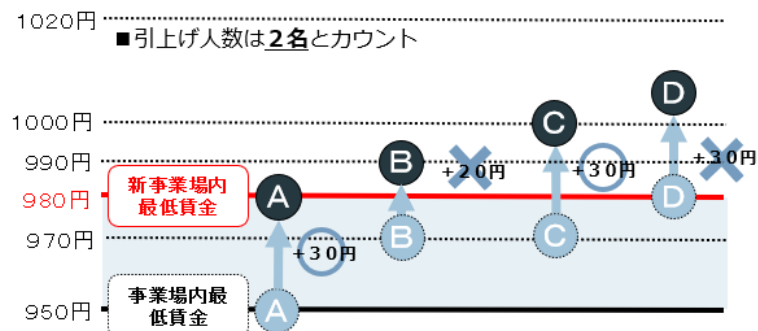 1020円
■引上げ人数は2名とカウント
1000円
990円
980円
970円
950円
新事業場内
最低賃金
事業場内最
低賃金
A
A
+30円
B
B
+20円
C
C
+30円
D
D
+30円